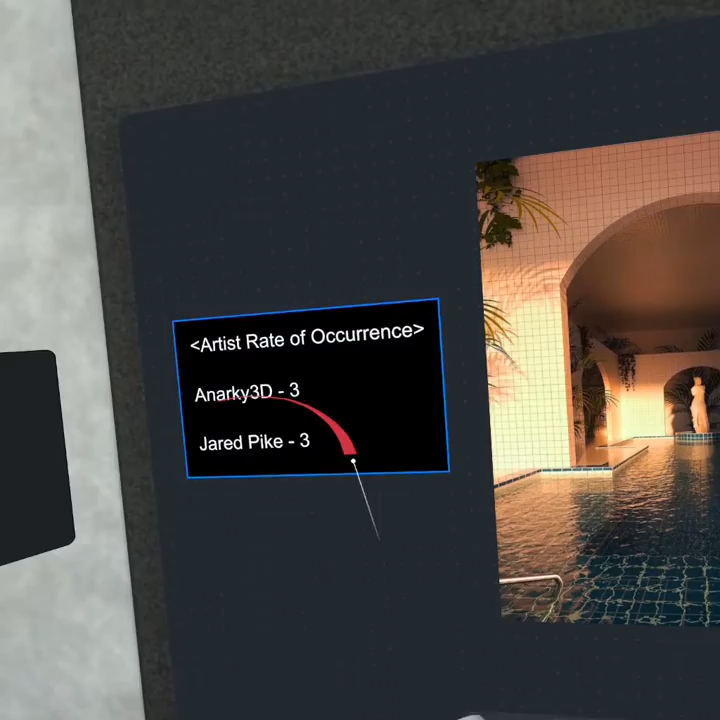 <Artist Rate of Occurrence>
Anarky3D - 3
Jared Pike - 3